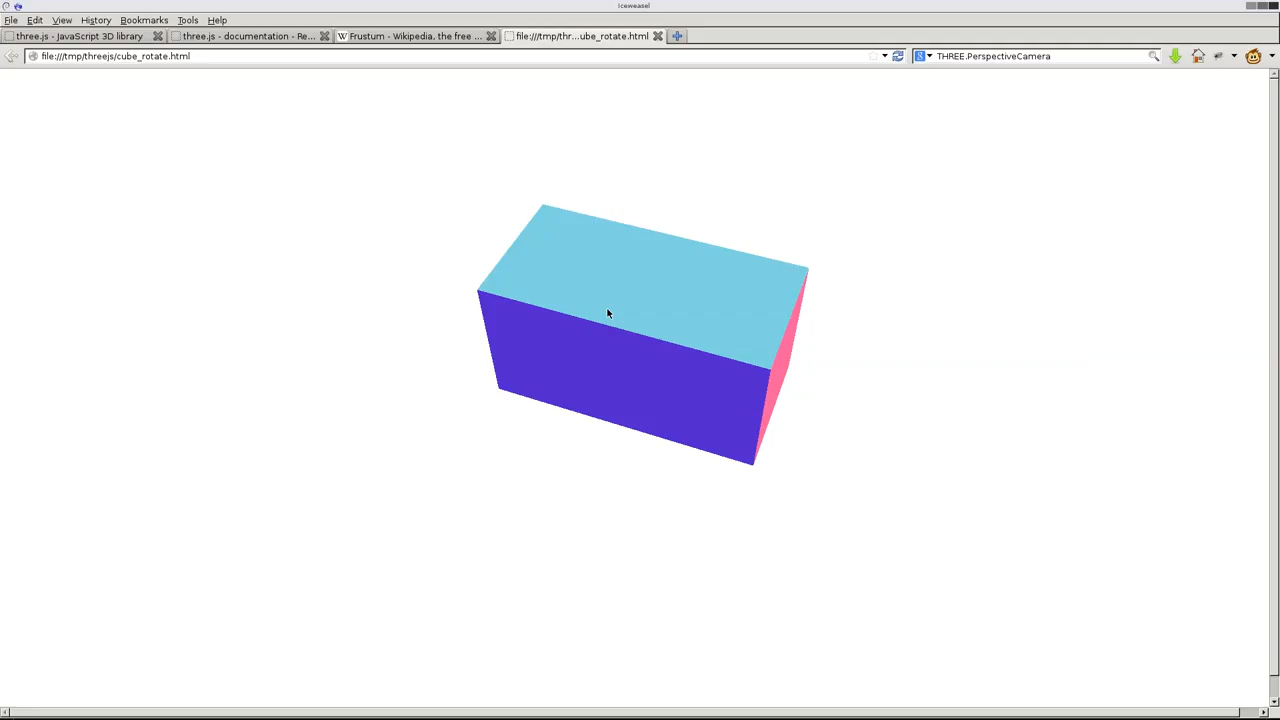 Iceweasel
File Edit View History Bookmarks Tools Help
three.js - JavaScript 3D library three.js - documentation - Re... W Frustum - Wikipedia, the free ... file:///tmp/thr...ube_rotate.html
file:///tmp/threejs/cube_rotate.html 8 THREE.PerspectiveCamera